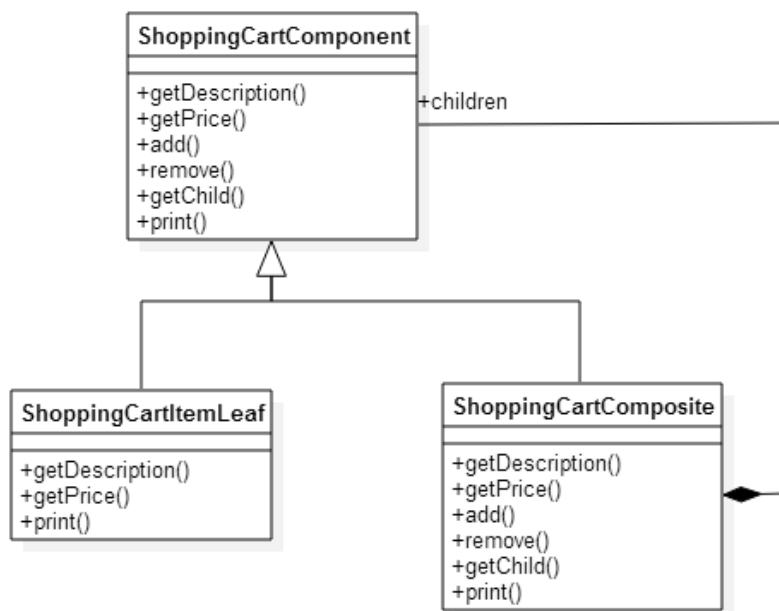 ShoppingCartComponent
+getDescription()
+getPrice()
+add()
+remove()
+getChild()
+print()
+children
ShoppingCartItemLeaf
+getDescription()
+getPrice()
+print()
ShoppingCartComposite
+getDescription()
+getPrice()
+add()
+remove()
+getChild()
+print()